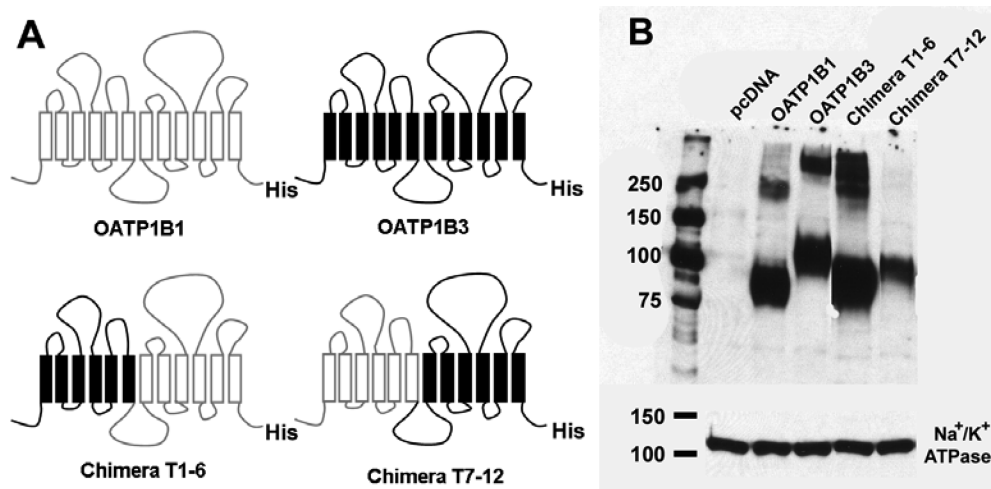 A
His
OATP1B1
His
OATP1B3
His
Chimera T1-6
His
Chimera T7-12
B
pcDNA
OATP1B1
OATP1B3
Chimera T1-6
Chimera T7-12
250
150
100
75
150
100
Na⁺/K⁺
ATPase